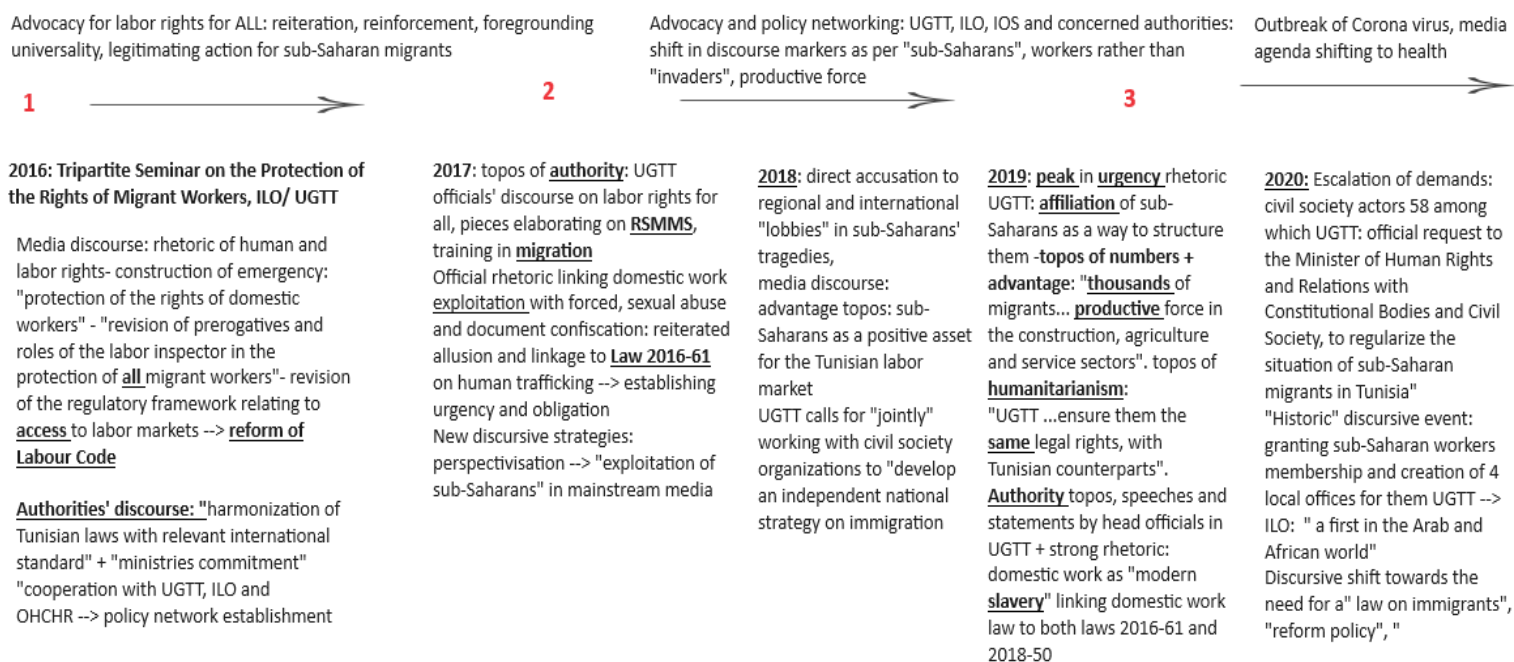 Advocacy for labor rights for ALL: reiteration, reinforcement, foregrounding
universality, legitimating action for sub-Saharan migrants
Advocacy and policy networking: UGTT, ILO, IOS and concerned authorities:
shift in discourse markers as per "sub-Saharans", workers rather than
"invaders", productive force
Outbreak of Corona virus, media
agenda shifting to health
1
2
3
2016: Tripartite Seminar on the Protection of
the Rights of Migrant Workers, ILO/ UGTT
Media discourse: rhetoric of human and
labor rights- construction of emergency:
"protection of the rights of domestic
workers" - "revision of prerogatives and
roles of the labor inspector in the
protection of all migrant workers"- revision
of the regulatory framework relating to
access to labor markets --> reform of
Labour Code
Authorities' discourse: "harmonization of
Tunisian laws with relevant international
standard" + "ministries commitment"
"cooperation with UGTT, ILO and
OHCHR --> policy network establishment
2017: topos of authority: UGTT
officials' discourse on labor rights for
all, pieces elaborating on RSMMS,
training in migration
Official rhetoric linking domestic work
exploitation with forced, sexual abuse
and document confiscation: reiterated
allusion and linkage to Law 2016-61
on human trafficking --> establishing
urgency and obligation
New discursive strategies:
perspectivisation --> "exploitation of
sub-Saharans" in mainstream media
2018: direct accusation to
regional and international
"lobbies" in sub-Saharans'
tragedies,
media discourse:
advantage topos: sub-
Saharans as a positive asset
for the Tunisian labor
market
UGTT calls for "jointly"
working with civil society
organizations to "develop
an independent national
strategy on immigration
2019: peak in urgency rhetoric
UGTT: affiliation of sub-
Saharans as a way to structure
them -topos of numbers +
advantage: "thousands of
migrants... productive force in
the construction, agriculture
and service sectors". topos of
humanitarianism:
"UGTT ...ensure them the
same legal rights, with
Tunisian counterparts".
Authority topos, speeches and
statements by head officials in
UGTT + strong rhetoric:
domestic work as "modern
slavery" linking domestic work
law to both laws 2016-61 and
2018-50
2020: Escalation of demands:
civil society actors 58 among
which UGTT: official request to
the Minister of Human Rights
and Relations with
Constitutional Bodies and Civil
Society, to regularize the
situation of sub-Saharan
migrants in Tunisia"
"Historic" discursive event:
granting sub-Saharan workers
membership and creation of 4
local offices for them UGTT -->
ILO: " a first in the Arab and
African world"
Discursive shift towards the
need for a" law on immigrants",
"reform policy", "